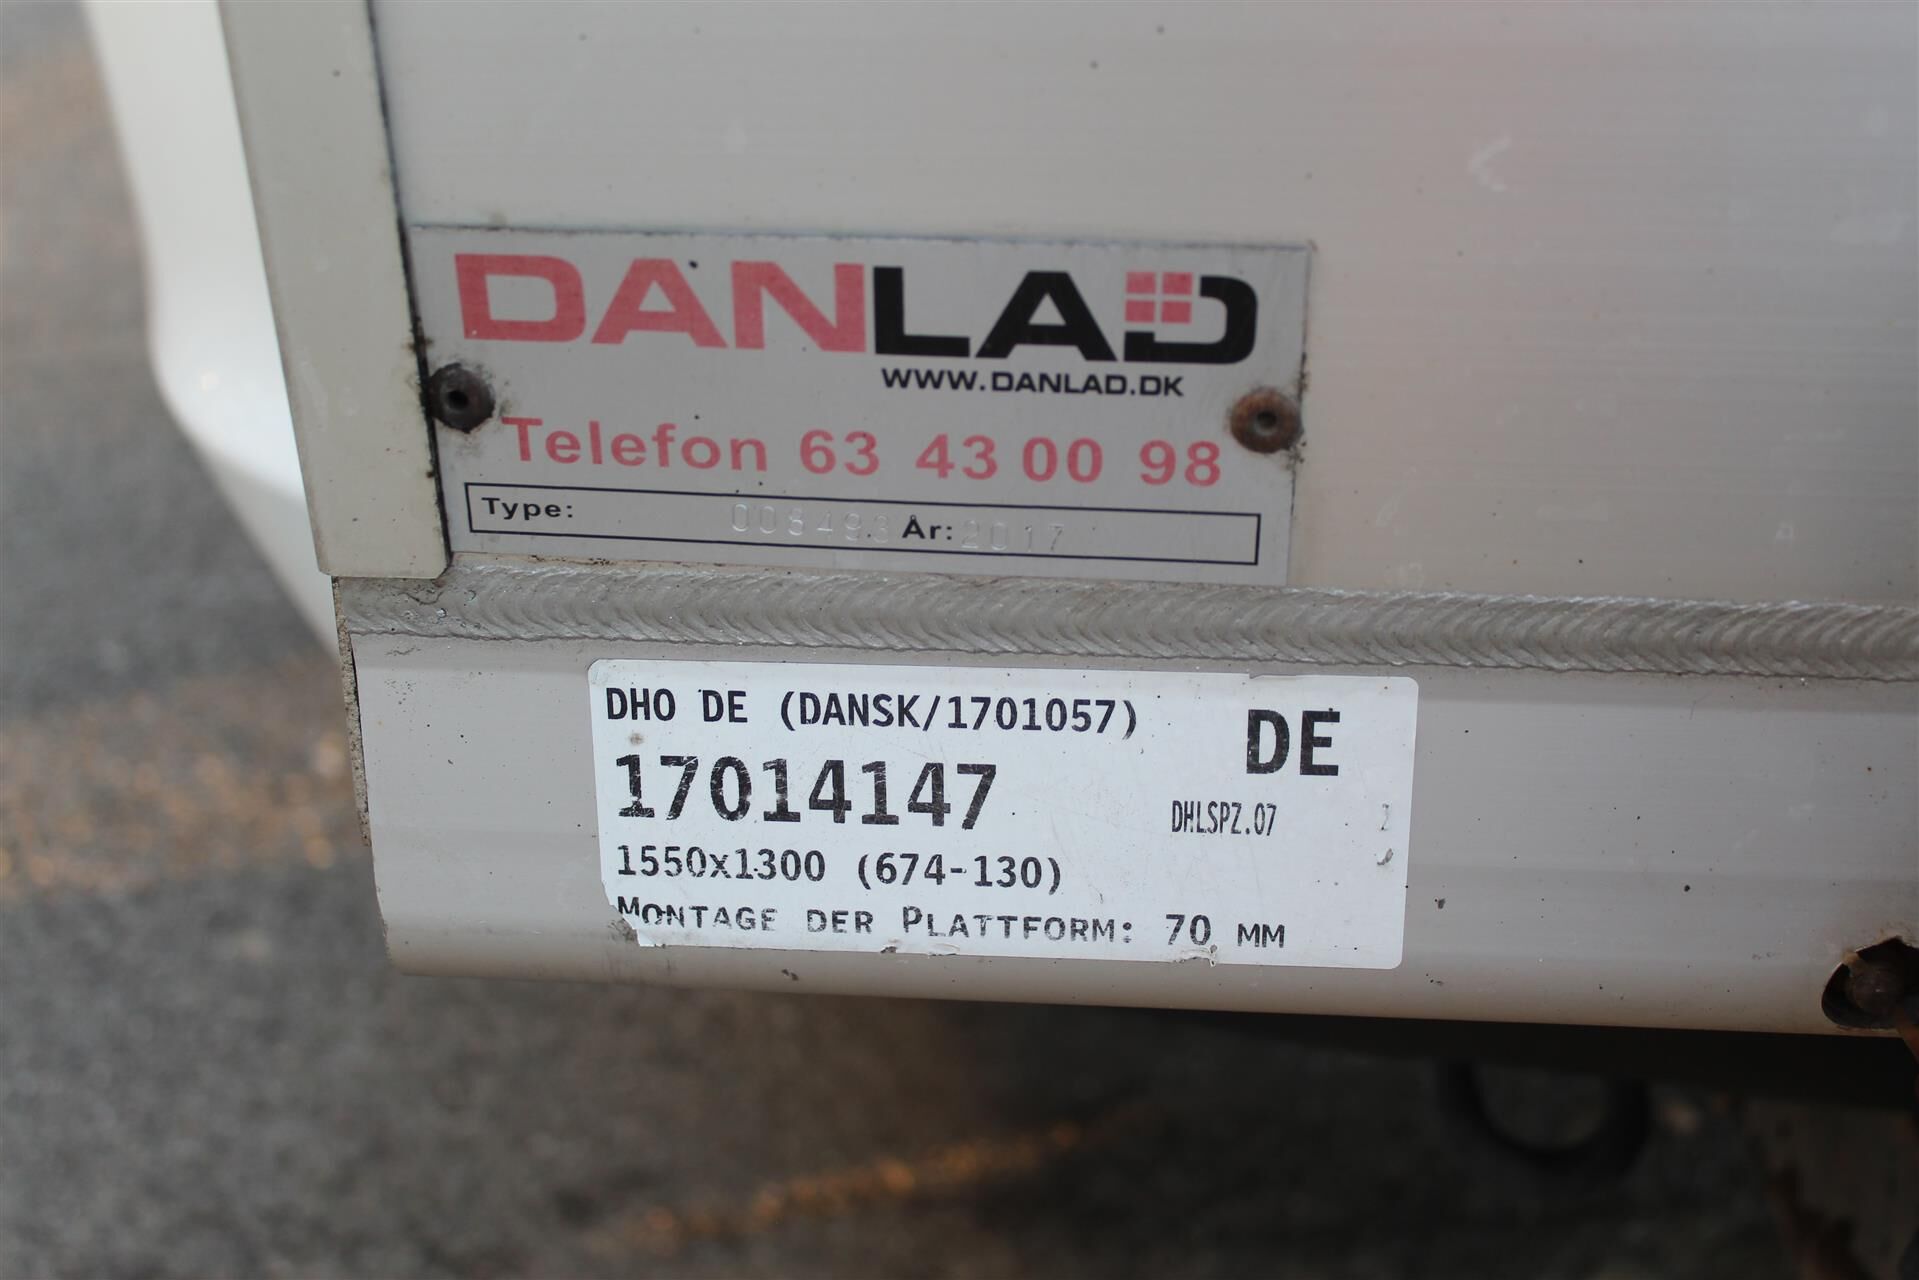 DANLAD
WWW.DANLAD.DK
Telefon 63 43 00 98
Type: 008493 År: 2017
DHO DE (DANSK/1701057)
DE
17014147
DHLSPZ.07
1550x1300 (674-130)
MONTAGE DER PLATTFORM: 70 MM